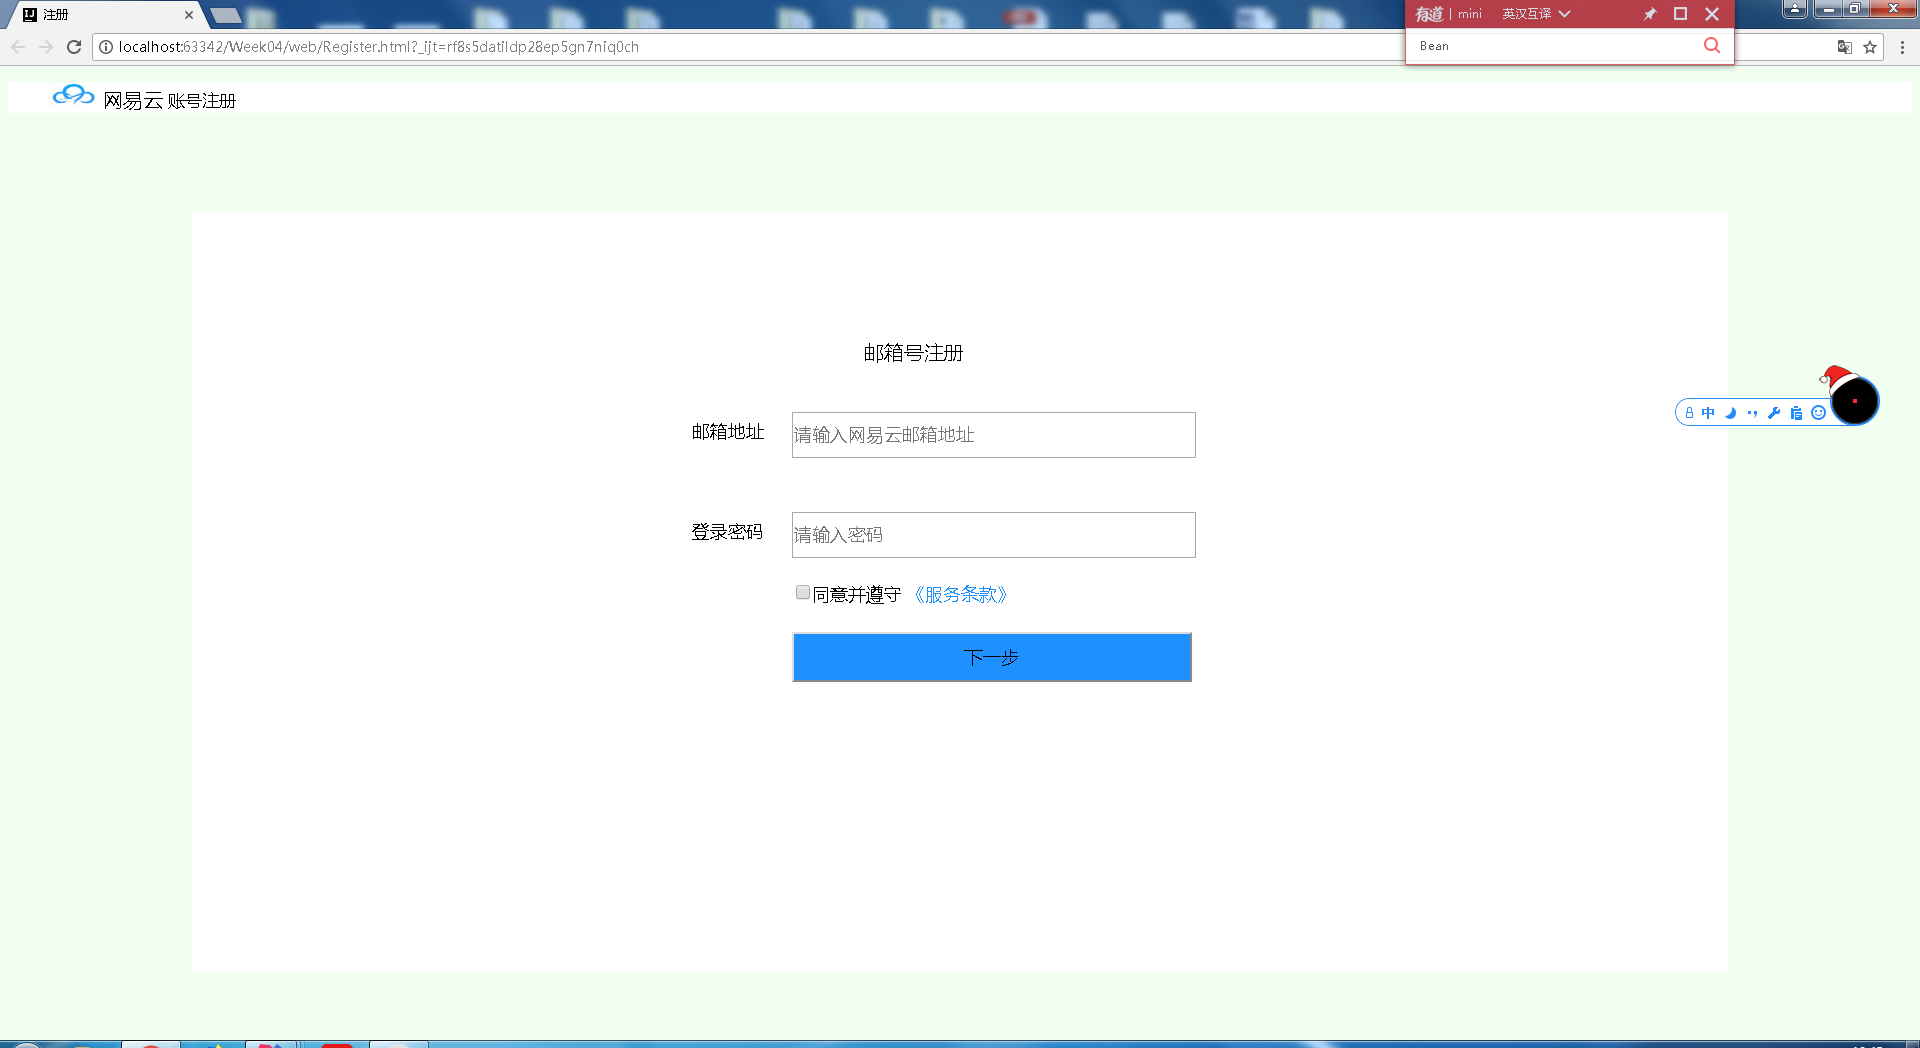 注册
有道 | mini 英汉互译
localhost:63342/Week04/web/Register.html?_ijt=rf8s5datildp28ep5gn7niq0ch
Bean
网易云 账号注册
邮箱号注册
邮箱地址 请输入网易云邮箱地址
中
登录密码 请输入密码
同意并遵守 《服务条款》
下一步